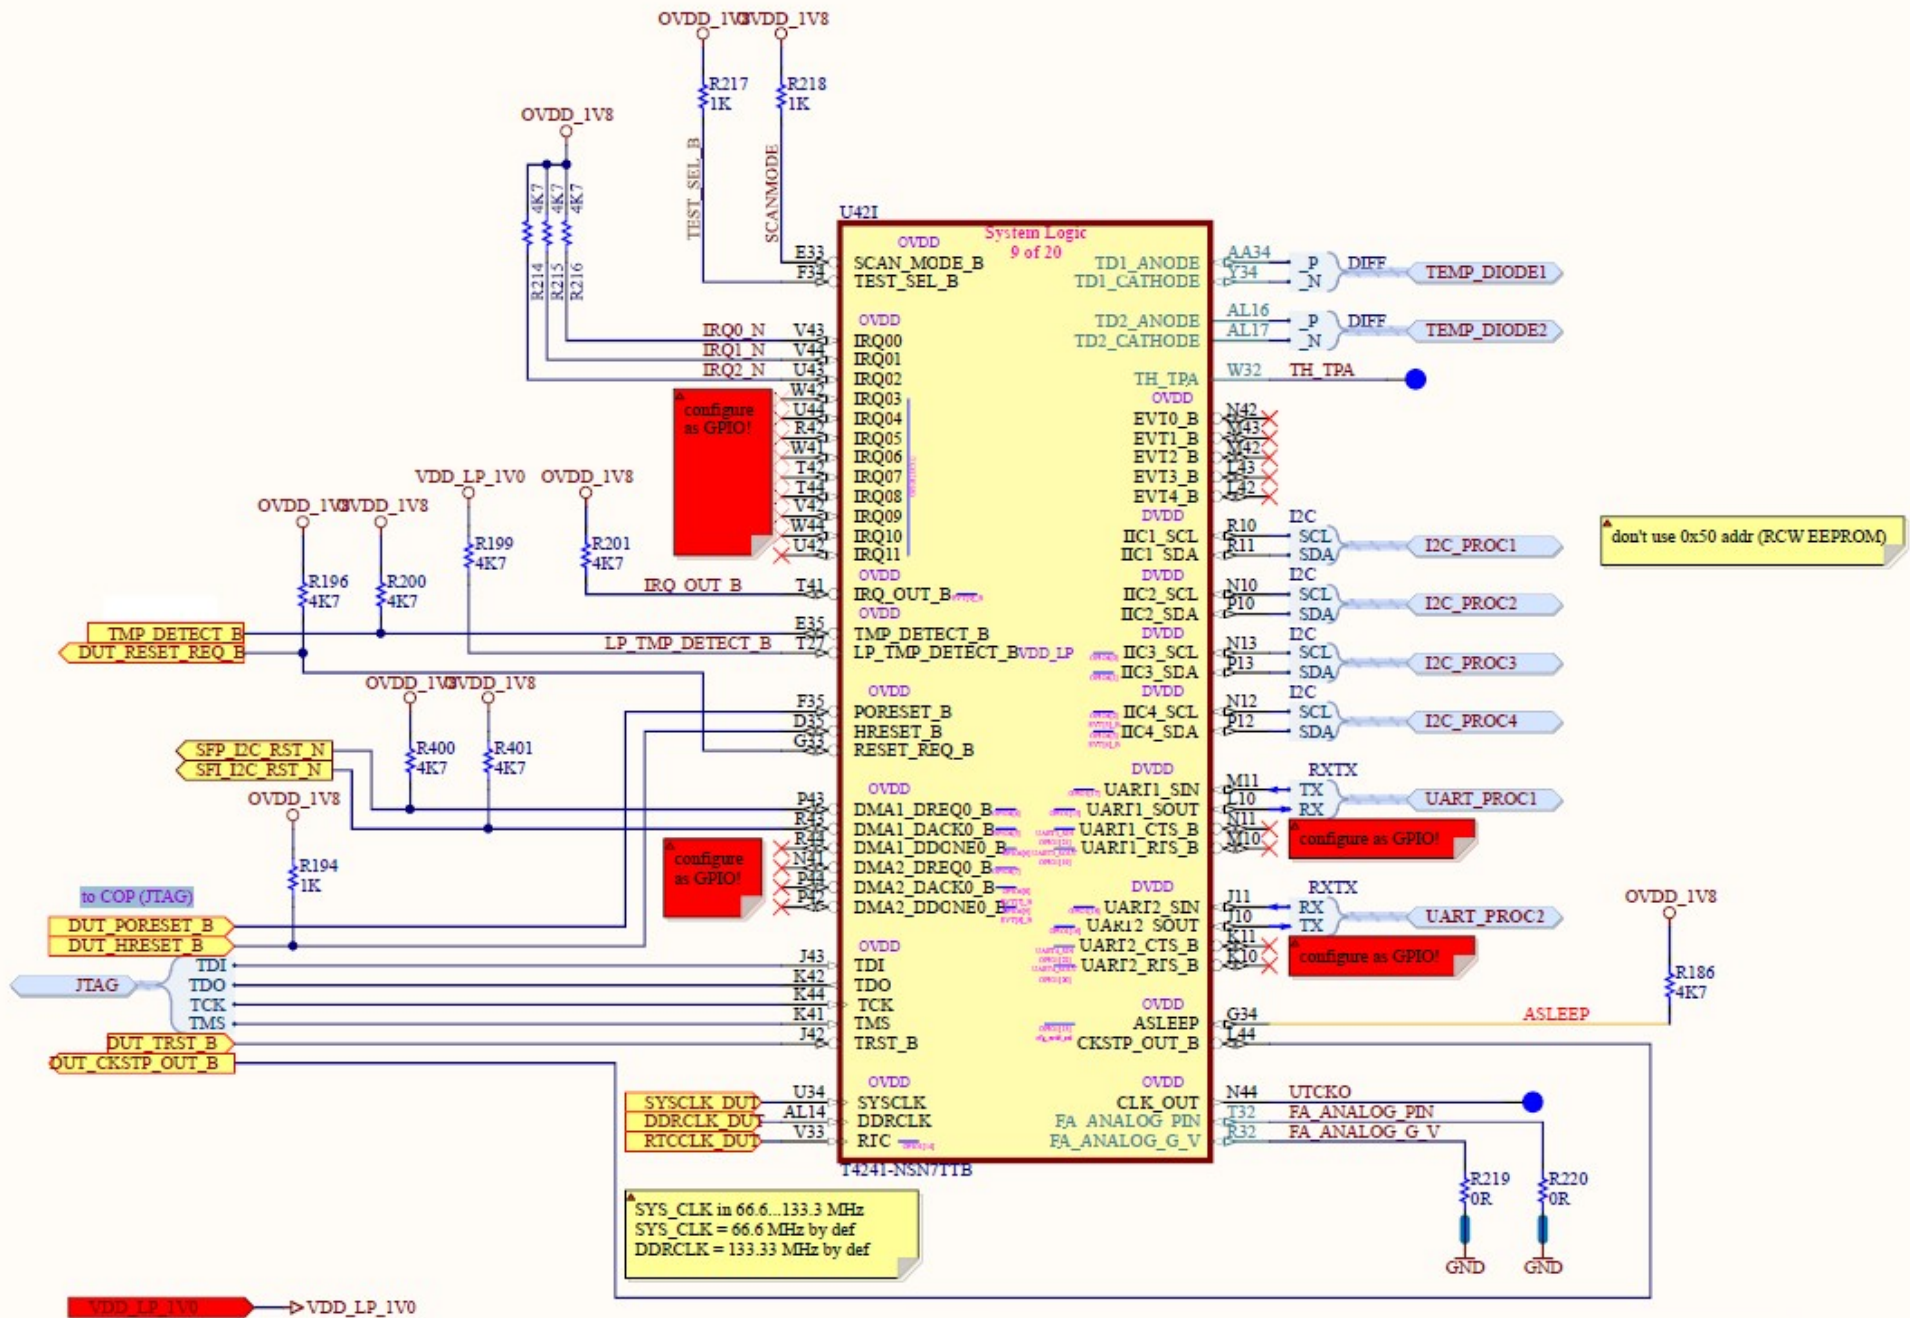 OVDD_1V8
OVDD_1V8
R217
1K
R218
1K
OVDD_1V8
4K7
4K7
4K7
R214
R215
R216
TEST_SEL_B
SCANMODE
U42I
System Logic
9 of 20
OVDD
E33 SCAN_MODE_B
F34 TEST_SEL_B
OVDD
IRQ0_N V43 IRQ00
IRQ1_N V44 IRQ01
IRQ2_N U43 IRQ02
W42 IRQ03
U44 IRQ04
R42 IRQ05
W41 IRQ06
T42 IRQ07
T44 IRQ08
V42 IRQ09
W44 IRQ10
U42 IRQ11
configure
as GPIO!
VDD_LP_1V0
OVDD_1V8
OVDD_1V8
OVDD_1V8
R199
4K7
R201
4K7
R196
4K7
R200
4K7
OVDD
IRQ_OUT_B T41 IRQ_OUT_B
OVDD
TMP_DETECT_B E35 TMP_DETECT_B
DUT_RESET_REQ_B
LP_TMP_DETECT_B T27 LP_TMP_DETECT_B VDD_LP
OVDD_1V8
OVDD_1V8
OVDD
F35 PORESET_B
D35 HRESET_B
G33 RESET_REQ_B
SFP_I2C_RST_N
SFI_I2C_RST_N
R400
4K7
R401
4K7
OVDD_1V8
OVDD
P43 DMA1_DREQ0_B
R43 DMA1_DACK0_B
R44 DMA1_DDONE0_B
N41 DMA2_DREQ0_B
P44 DMA2_DACK0_B
P42 DMA2_DDONE0_B
configure
as GPIO!
R194
1K
to COP (JTAG)
DUT_PORESET_B
DUT_HRESET_B
OVDD
TDI J43 TDI
JTAG TDO K42 TDO
TCK K44 TCK
TMS K41 TMS
DUT_TRST_B J42 TRST_B
DUT_CKSTP_OUT_B
OVDD
SYSCLK_DUT U34 SYSCLK
DDRCLK_DUT AL14 DDRCLK
RTCCLK_DUT V33 RTC
T4241-NSN7TTB
TD1_ANODE AA34 _P DIFF TEMP_DIODE1
TD1_CATHODE Y34 _N
TD2_ANODE AL16 _P DIFF TEMP_DIODE2
TD2_CATHODE AL17 _N
TH_TPA W32 TH_TPA
OVDD
EVT0_B N42
EVT1_B M43
EVT2_B M42
EVT3_B L43
EVT4_B L42
DVDD I2C
IIC1_SCL R10 SCL I2C_PROC1
IIC1_SDA R11 SDA
don't use 0x50 addr (RCW EEPROM)
DVDD I2C
IIC2_SCL N10 SCL I2C_PROC2
IIC2_SDA P10 SDA
DVDD I2C
IIC3_SCL N13 SCL I2C_PROC3
IIC3_SDA P13 SDA
DVDD I2C
IIC4_SCL N12 SCL I2C_PROC4
IIC4_SDA P12 SDA
DVDD RXTX
UART1_SIN M11 TX UART_PROC1
UART1_SOUT L10 RX
UART1_CTS_B N11
UART1_RTS_B M10
configure as GPIO!
DVDD RXTX
UART2_SIN J11 RX UART_PROC2
UART2_SOUT J10 TX
UART2_CTS_B K11
UART2_RTS_B K10
configure as GPIO!
OVDD_1V8
R186
4K7
OVDD
ASLEEP G34 ASLEEP
CKSTP_OUT_B L44
OVDD
CLK_OUT N44 UTCKO
FA_ANALOG_PIN T32 FA_ANALOG_PIN
FA_ANALOG_G_V R32 FA_ANALOG_G_V
R219
0R
R220
0R
GND
GND
SYS_CLK in 66.6...133.3 MHz
SYS_CLK = 66.6 MHz by def
DDRCLK = 133.33 MHz by def
VDD_LP_1V0 VDD_LP_1V0